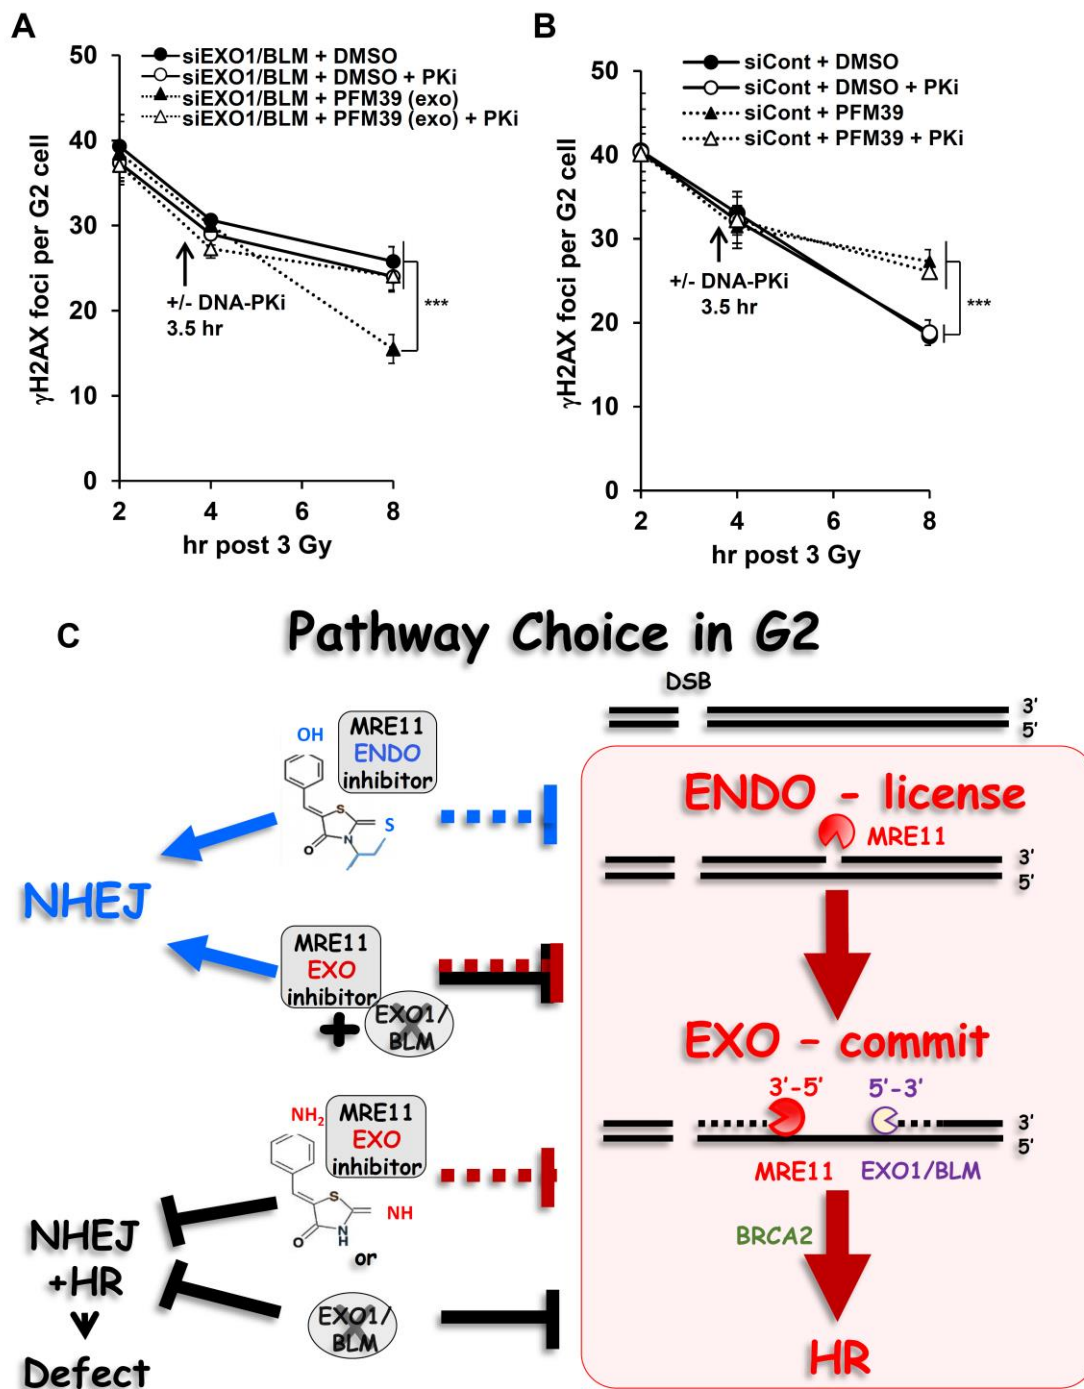 A
50
40
30
20
10
0
γH2AX foci per G2 cell
siEXO1/BLM + DMSO
siEXO1/BLM + DMSO + PKi
siEXO1/BLM + PFM39 (exo)
siEXO1/BLM + PFM39 (exo) + PKi
+/- DNA-PKi
3.5 hr
***
2 4 8
hr post 3 Gy
B
50
40
30
20
10
0
γH2AX foci per G2 cell
siCont + DMSO
siCont + DMSO + PKi
siCont + PFM39
siCont + PFM39 + PKi
+/- DNA-PKi
3.5 hr
***
2 4 8
hr post 3 Gy
C
Pathway Choice in G2
NHEJ
OH
S
O
N
S
MRE11
ENDO
inhibitor
MRE11
EXO
inhibitor
+
EXO1/
BLM
NHEJ
+HR
Defect
NH2
S
O
N
H
NH
MRE11
EXO
inhibitor
or
EXO1/
BLM
DSB
3'
5'
ENDO - license
MRE11
3'
5'
EXO - commit
3'-5' 5'-3'
3'
5'
MRE11 EXO1/BLM
BRCA2
HR